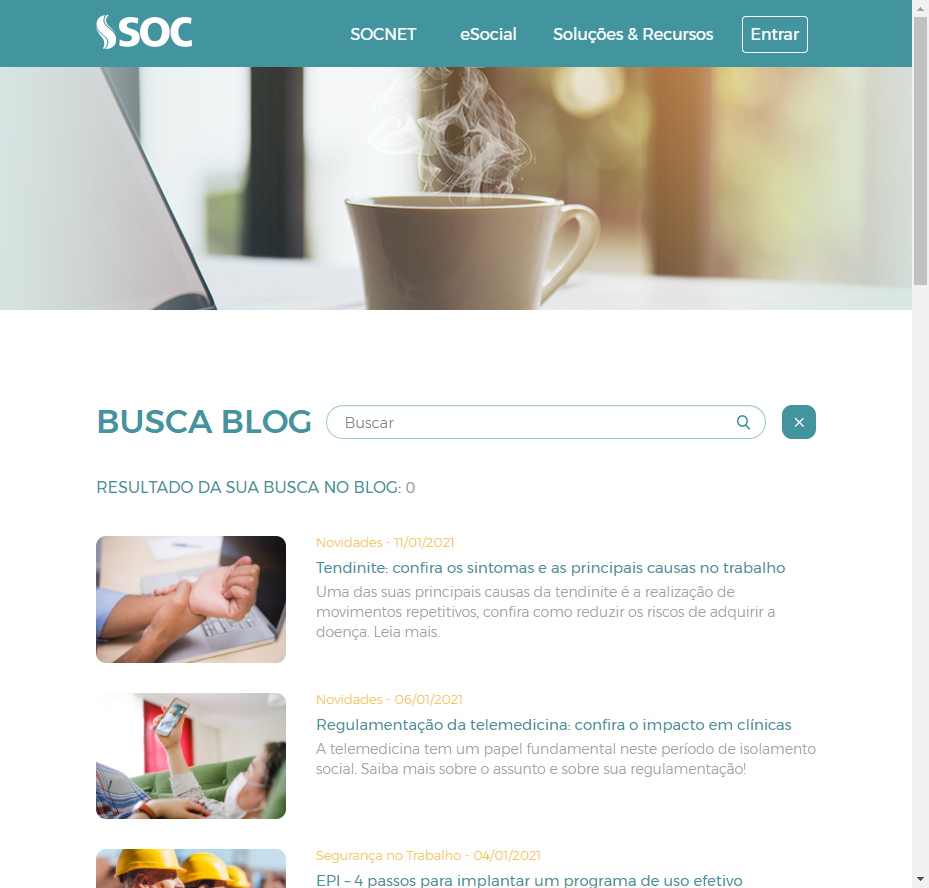 SOC
SOCNET
eSocial
Soluções & Recursos
Entrar
BUSCA BLOG
Buscar
RESULTADO DA SUA BUSCA NO BLOG: 0
Novidades - 11/01/2021
Tendinite: confira os sintomas e as principais causas no trabalho
Uma das suas principais causas da tendinite é a realização de
movimentos repetitivos, confira como reduzir os riscos de adquirir a
doença. Leia mais.
Novidades - 06/01/2021
Regulamentação da telemedicina: confira o impacto em clínicas
A telemedicina tem um papel fundamental neste período de isolamento
social. Saiba mais sobre o assunto e sobre sua regulamentação!
Segurança no Trabalho - 04/01/2021
EPI – 4 passos para implantar um programa de uso efetivo